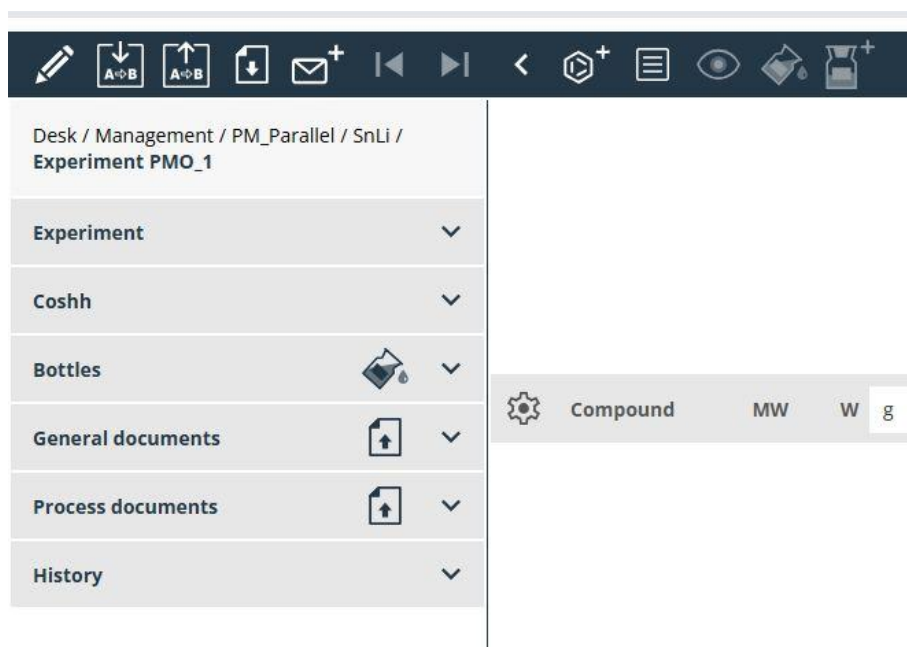 A⇨B A⇨B
Desk / Management / PM_Parallel / SnLi /
Experiment PMO_1
Experiment
Coshh
Bottles
General documents
Process documents
History
Compound MW W g